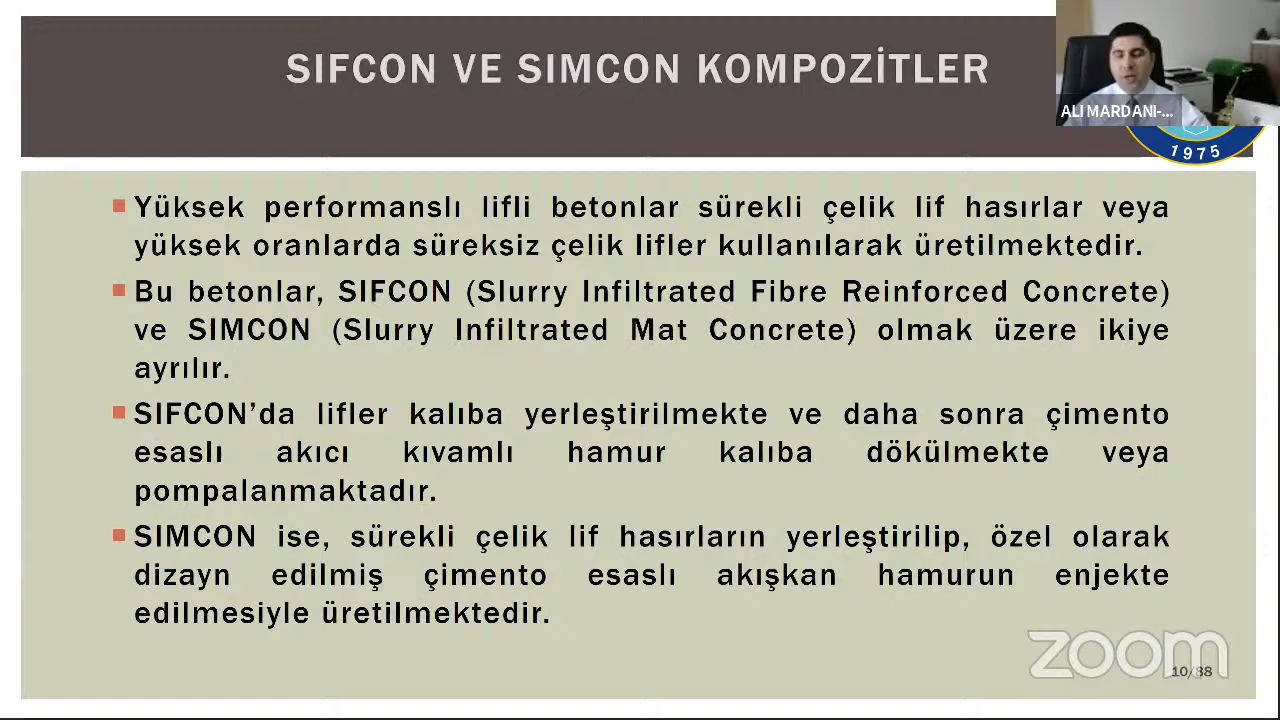 SIFCON VE SIMCON KOMPOZİTLER
ALI MARDANI-...
1975
Yüksek performanslı lifli betonlar sürekli çelik lif hasırlar veya
yüksek oranlarda süreksiz çelik lifler kullanılarak üretilmektedir.
Bu betonlar, SIFCON (Slurry Infiltrated Fibre Reinforced Concrete)
ve SIMCON (Slurry Infiltrated Mat Concrete) olmak üzere ikiye
ayrılır.
SIFCON’da lifler kalıba yerleştirilmekte ve daha sonra çimento
esaslı akıcı kıvamlı hamur kalıba dökülmekte veya
pompalanmaktadır.
SIMCON ise, sürekli çelik lif hasırların yerleştirilip, özel olarak
dizayn edilmiş çimento esaslı akışkan hamurun enjekte
edilmesiyle üretilmektedir.
zoom